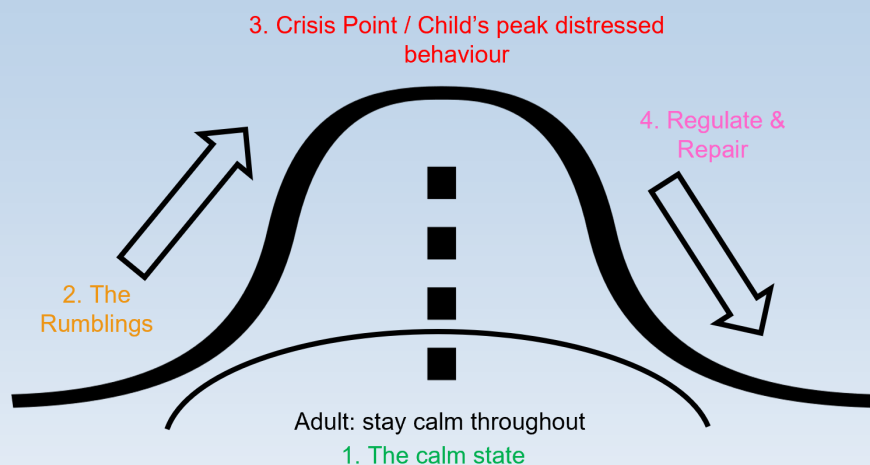 3. Crisis Point / Child’s peak distressed
behaviour
4. Regulate &
Repair
2. The
Rumblings
Adult: stay calm throughout
1. The calm state